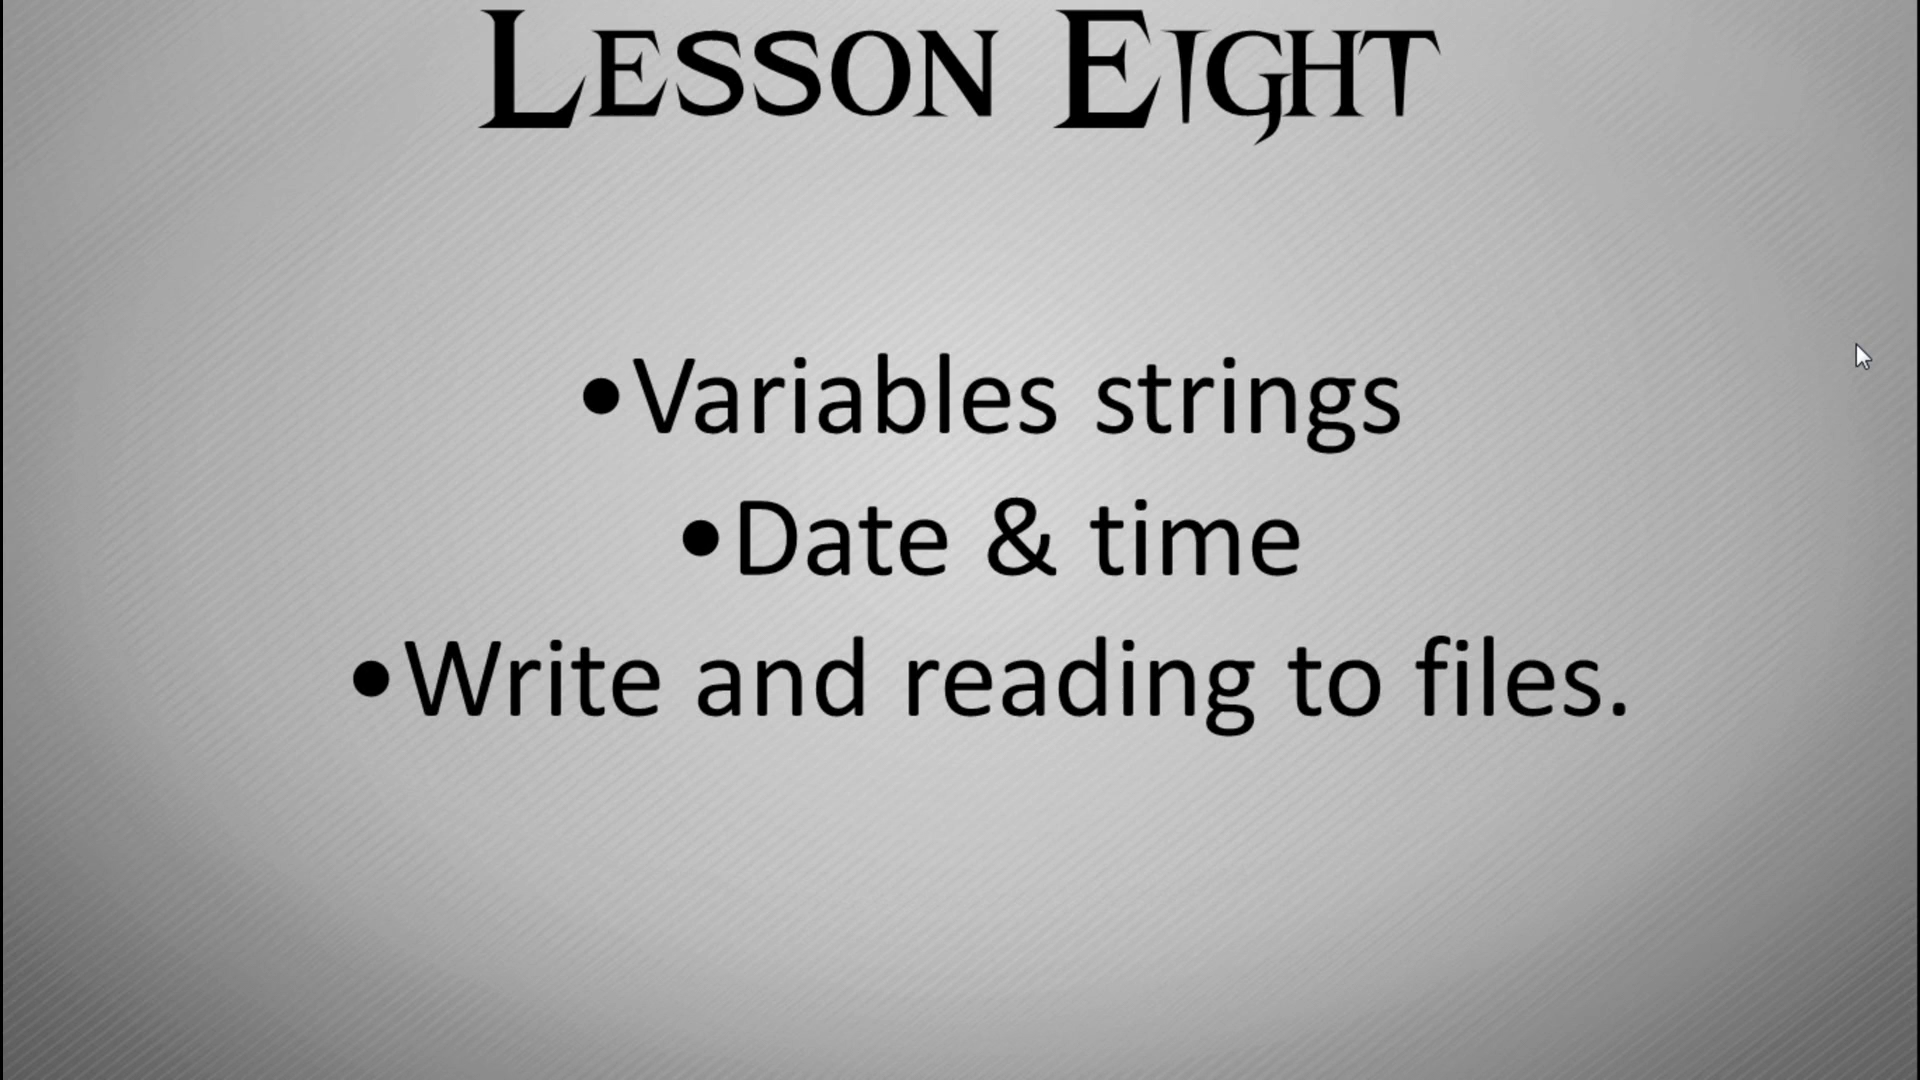 Lesson Eight
•Variables strings
•Date & time
•Write and reading to files.